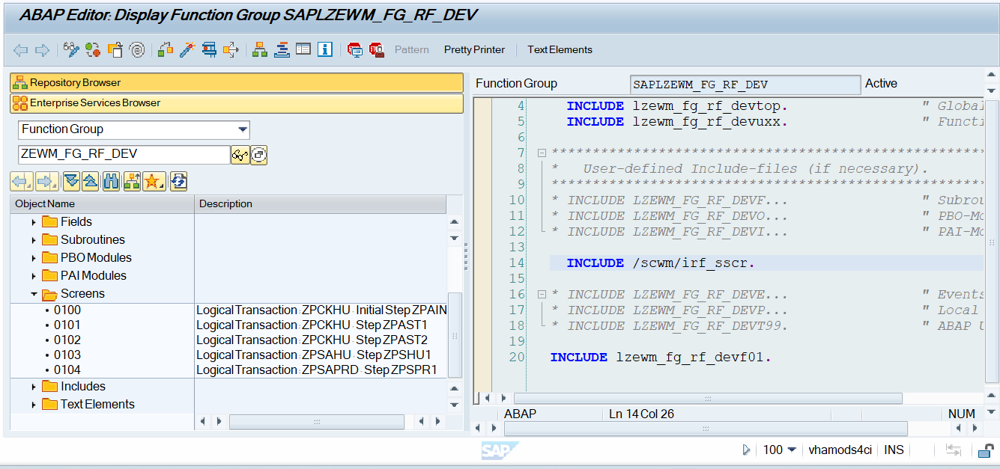 ABAP Editor: Display Function Group SAPLZEWM_FG_RF_DEV
Pattern Pretty Printer Text Elements
Repository Browser
Enterprise Services Browser
Function Group
ZEWM_FG_RF_DEV
Object Name Description
Fields
Subroutines
PBO Modules
PAI Modules
Screens
0100 Logical Transaction: ZPCKHU - Initial Step ZPAIN
0101 Logical Transaction: ZPCKHU - Step ZPAST1
0102 Logical Transaction: ZPCKHU - Step ZPAST2
0103 Logical Transaction: ZPSAHU - Step ZPSHU1
0104 Logical Transaction: ZPSAPRD - Step ZPSPR1
Includes
Text Elements
Function Group SAPLZEWM_FG_RF_DEV Active
4 INCLUDE lzewm_fg_rf_devtop. " Global
5 INCLUDE lzewm_fg_rf_devuxx. " Functi
6
7 *****************************************************
8 * User-defined Include-files (if necessary).
9 *****************************************************
10 * INCLUDE LZEWM_FG_RF_DEVF... " Subrou
11 * INCLUDE LZEWM_FG_RF_DEVO... " PBO-Mo
12 * INCLUDE LZEWM_FG_RF_DEVI... " PAI-Mo
13
14 INCLUDE /scwm/irf_sscr.
15
16 * INCLUDE LZEWM_FG_RF_DEVE... " Events
17 * INCLUDE LZEWM_FG_RF_DEVP... " Local
18 * INCLUDE LZEWM_FG_RF_DEVT99. " ABAP U
19
20 INCLUDE lzewm_fg_rf_devf01.
ABAP Ln 14 Col 26 NUM
SAP 100 vhamods4ci INS